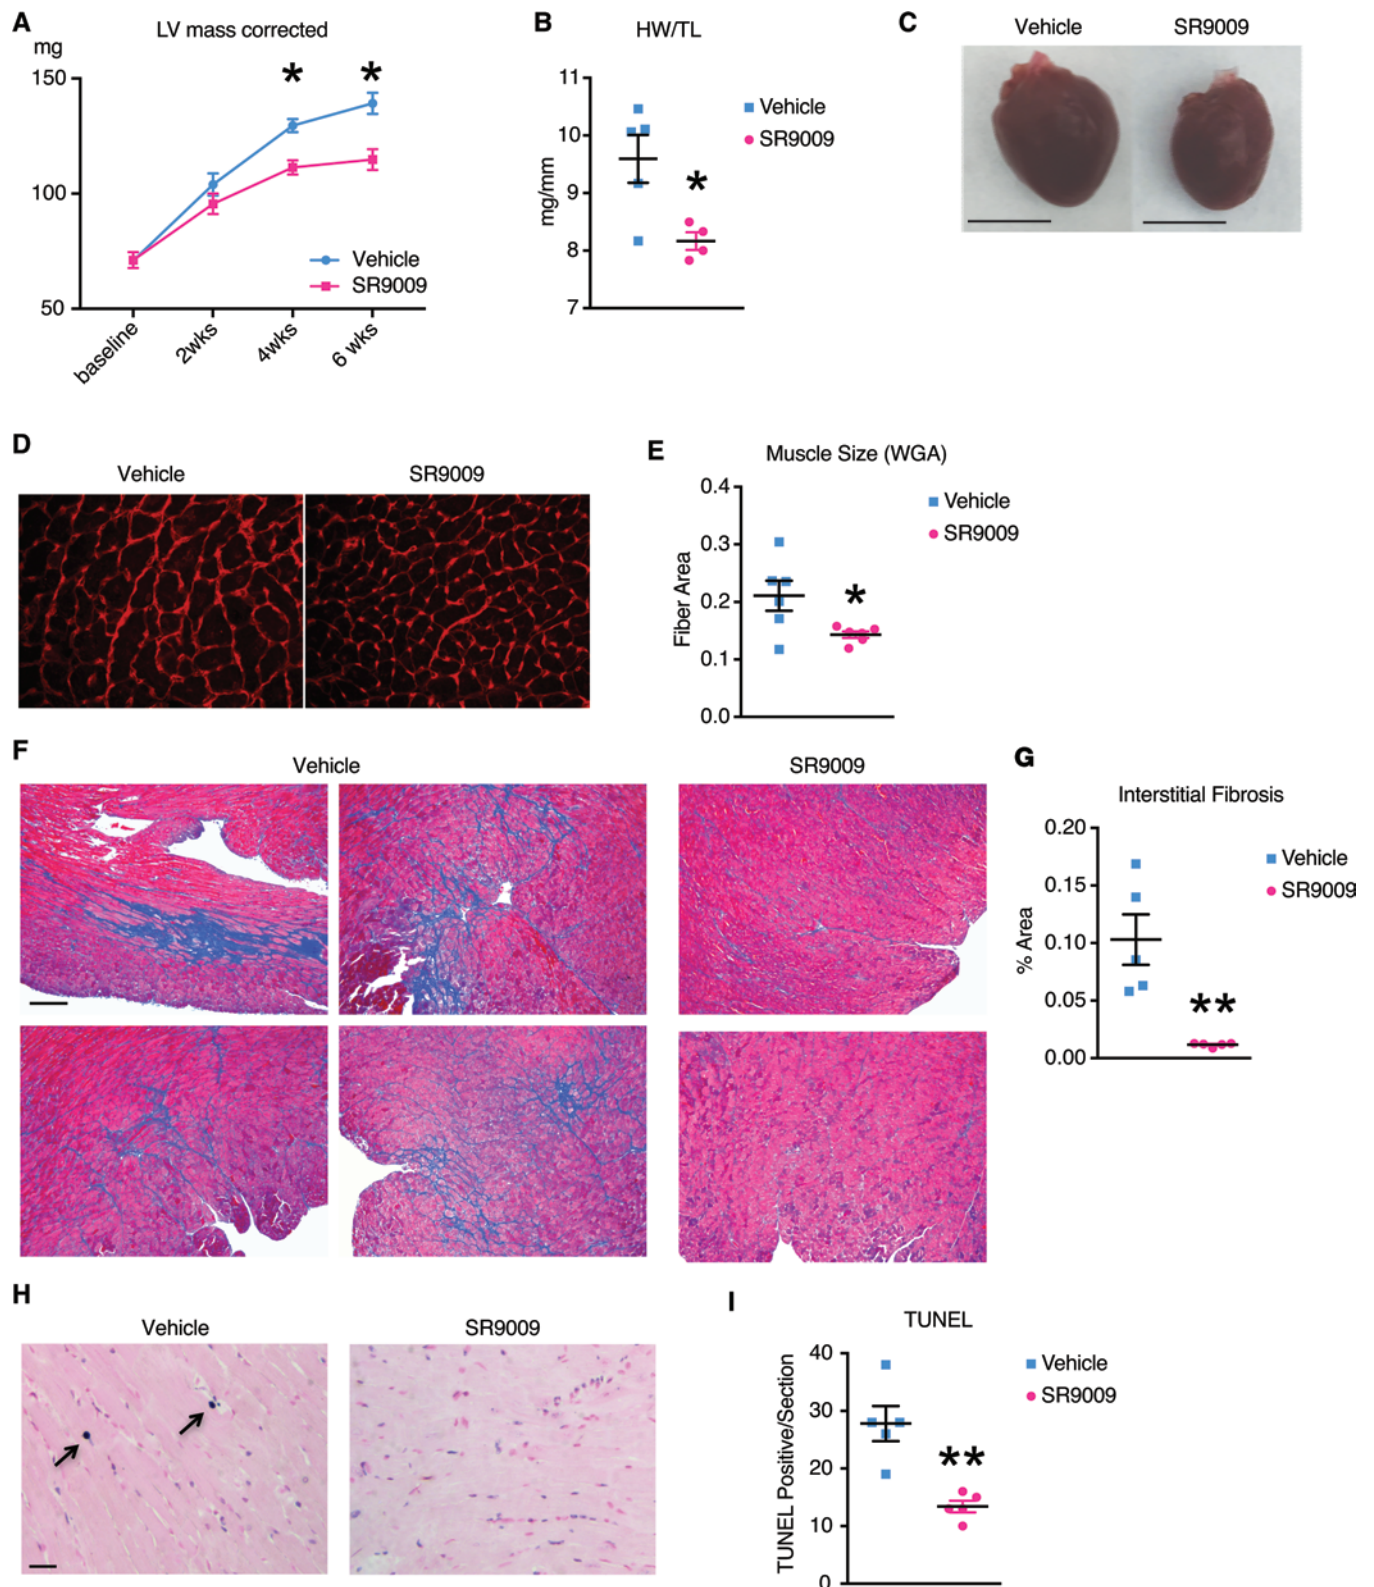 A
LV mass corrected
mg
150
100
50
baseline
2wks
4wks
6 wks
Vehicle
SR9009
B
HW/TL
mg/mm
11
10
9
8
7
Vehicle
SR9009
*
*
*
C
Vehicle
SR9009
D
Vehicle
SR9009
E
Muscle Size (WGA)
Fiber Area
0.4
0.3
0.2
0.1
0.0
*
Vehicle
SR9009
F
Vehicle
SR9009
G
Interstitial Fibrosis
% Area
0.20
0.15
0.10
0.05
0.00
**
Vehicle
SR9009
H
Vehicle
SR9009
I
TUNEL
TUNEL Positive/Section
40
30
20
10
0
**
Vehicle
SR9009